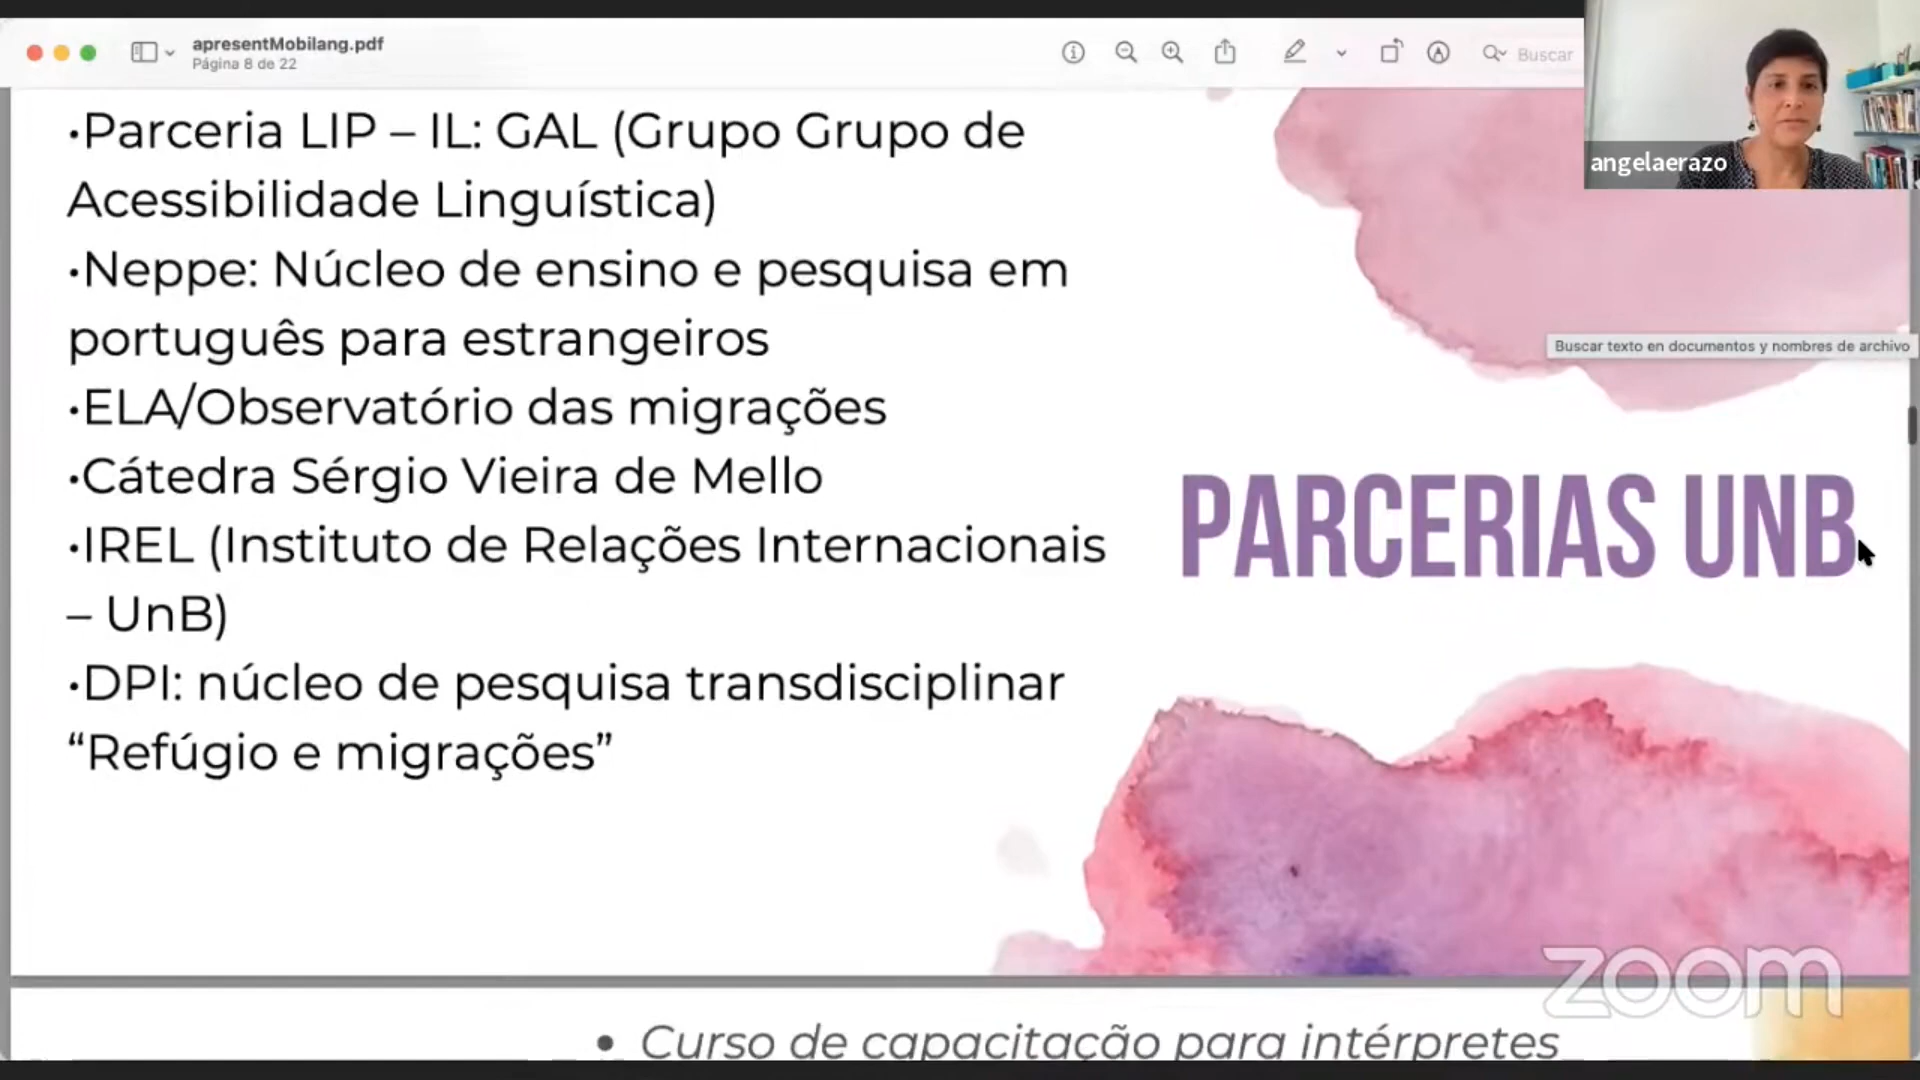 apresentMobilang.pdf
Página 8 de 22
Buscar
angelaerazo
•Parceria LIP – IL: GAL (Grupo Grupo de
Acessibilidade Linguística)
•Neppe: Núcleo de ensino e pesquisa em
português para estrangeiros
•ELA/Observatório das migrações
•Cátedra Sérgio Vieira de Mello
•IREL (Instituto de Relações Internacionais
– UnB)
•DPI: núcleo de pesquisa transdisciplinar
“Refúgio e migrações”
Buscar texto en documentos y nombres de archivo
PARCERIAS UNB
zoom
• Curso de capacitação para intérpretes